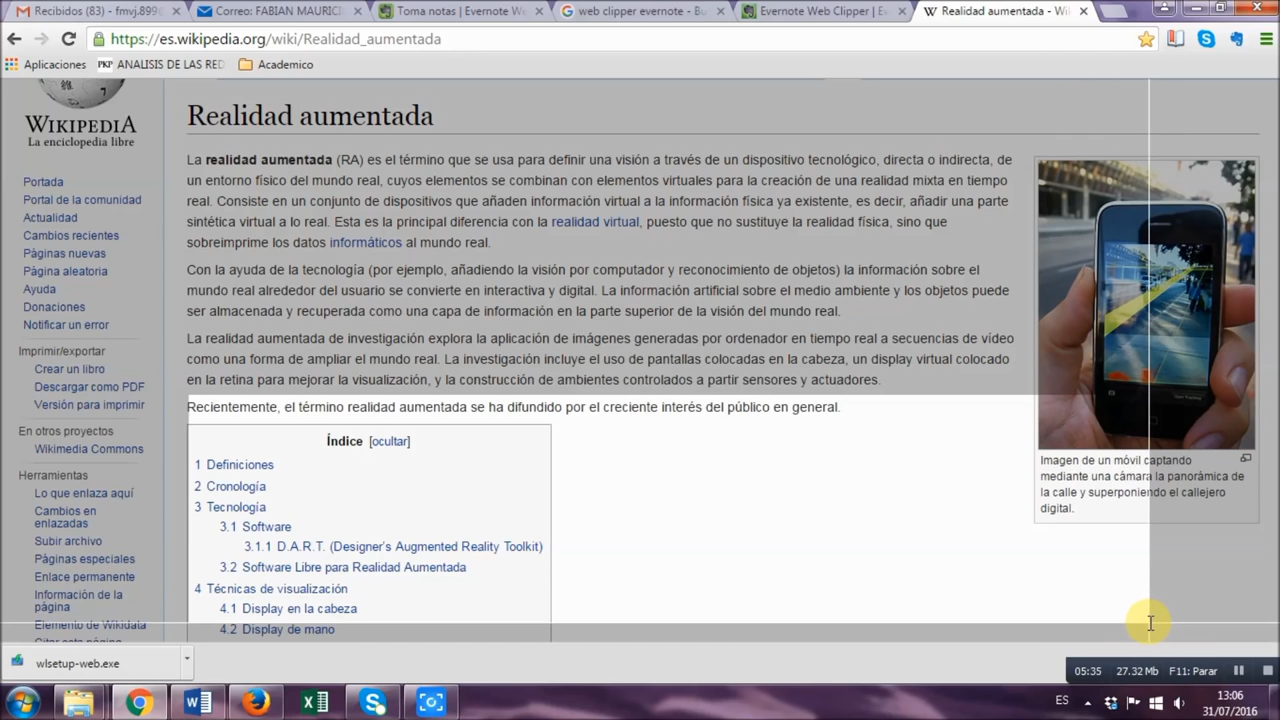 Recibidos (83) - fmvj.899
Correo: FABIAN MAURICI
Toma notas | Evernote W
web clipper evernote - Bu
Evernote Web Clipper | E
Realidad aumentada - Wi
https://es.wikipedia.org/wiki/Realidad_aumentada
Aplicaciones
PKP ANALISIS DE LAS RED
Academico
WIKIPEDIA
La enciclopedia libre
Portada
Portal de la comunidad
Actualidad
Cambios recientes
Páginas nuevas
Página aleatoria
Ayuda
Donaciones
Notificar un error
Imprimir/exportar
Crear un libro
Descargar como PDF
Versión para imprimir
En otros proyectos
Wikimedia Commons
Herramientas
Lo que enlaza aquí
Cambios en
enlazadas
Subir archivo
Páginas especiales
Enlace permanente
Información de la
página
Elemento de Wikidata
Citar esta página
Realidad aumentada
La realidad aumentada (RA) es el término que se usa para definir una visión a través de un dispositivo tecnológico, directa o indirecta, de
un entorno físico del mundo real, cuyos elementos se combinan con elementos virtuales para la creación de una realidad mixta en tiempo
real. Consiste en un conjunto de dispositivos que añaden información virtual a la información física ya existente, es decir, añadir una parte
sintética virtual a lo real. Esta es la principal diferencia con la realidad virtual, puesto que no sustituye la realidad física, sino que
sobreimprime los datos informáticos al mundo real.
Con la ayuda de la tecnología (por ejemplo, añadiendo la visión por computador y reconocimiento de objetos) la información sobre el
mundo real alrededor del usuario se convierte en interactiva y digital. La información artificial sobre el medio ambiente y los objetos puede
ser almacenada y recuperada como una capa de información en la parte superior de la visión del mundo real.
La realidad aumentada de investigación explora la aplicación de imágenes generadas por ordenador en tiempo real a secuencias de vídeo
como una forma de ampliar el mundo real. La investigación incluye el uso de pantallas colocadas en la cabeza, un display virtual colocado
en la retina para mejorar la visualización, y la construcción de ambientes controlados a partir sensores y actuadores.
Recientemente, el término realidad aumentada se ha difundido por el creciente interés del público en general.
Índice [ocultar]
1 Definiciones
2 Cronología
3 Tecnología
3.1 Software
3.1.1 D.A.R.T. (Designer's Augmented Reality Toolkit)
3.2 Software Libre para Realidad Aumentada
4 Técnicas de visualización
4.1 Display en la cabeza
4.2 Display de mano
Imagen de un móvil captando
mediante una cámara la panorámica de
la calle y superponiendo el callejero
digital.
wlsetup-web.exe
05:35 27.32 Mb F11: Parar
ES
13:06
31/07/2016